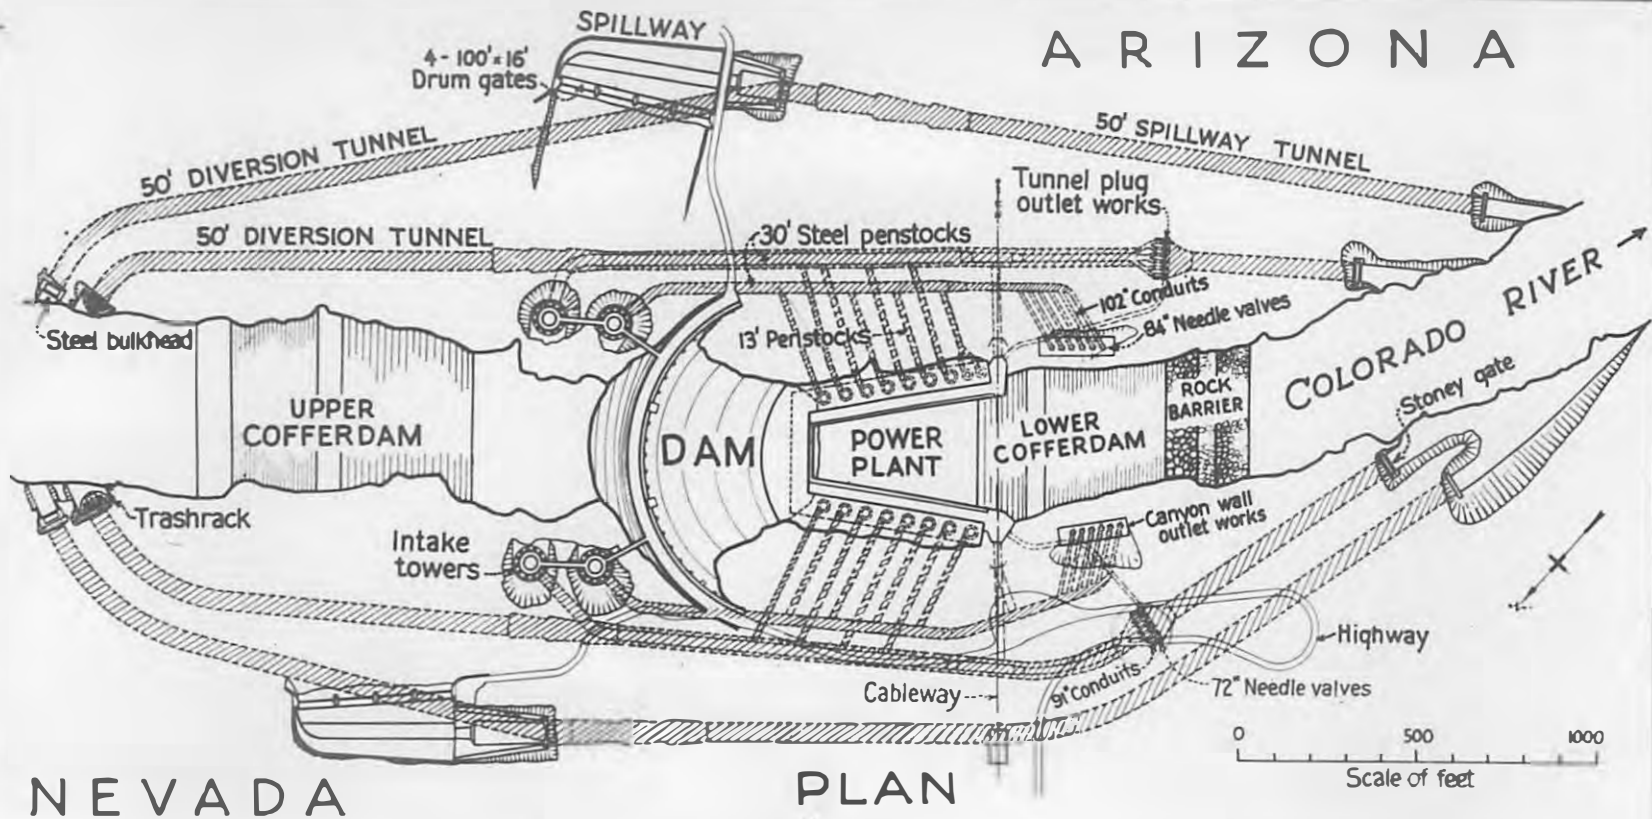 SPILLWAY
ARIZONA
4 - 100' x 16'
Drum gates
50' DIVERSION TUNNEL
50' SPILLWAY TUNNEL
Tunnel plug
outlet works
50' DIVERSION TUNNEL
30' Steel penstocks
102" Conduits
84" Needle valves
13' Penstocks
Steel bulkhead
COLORADO RIVER
UPPER
COFFERDAM
DAM
POWER
PLANT
LOWER
COFFERDAM
ROCK
BARRIER
Stoney gate
Trashrack
Canyon wall
outlet works
Intake
towers
Highway
Cableway
91" Conduits
72" Needle valves
0 500 1000
Scale of feet
NEVADA
PLAN